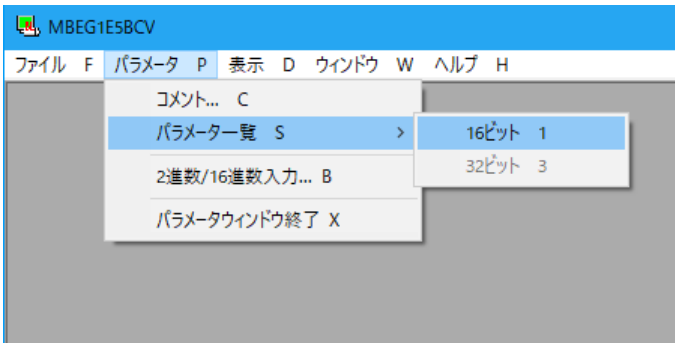 MBEG1E5BCV
ファイル F パラメータ P 表示 D ウィンドウ W ヘルプ H
コメント... C
パラメータ一覧 S > 16ビット 1
32ビット 3
2進数/16進数入力... B
パラメータウィンドウ終了 X